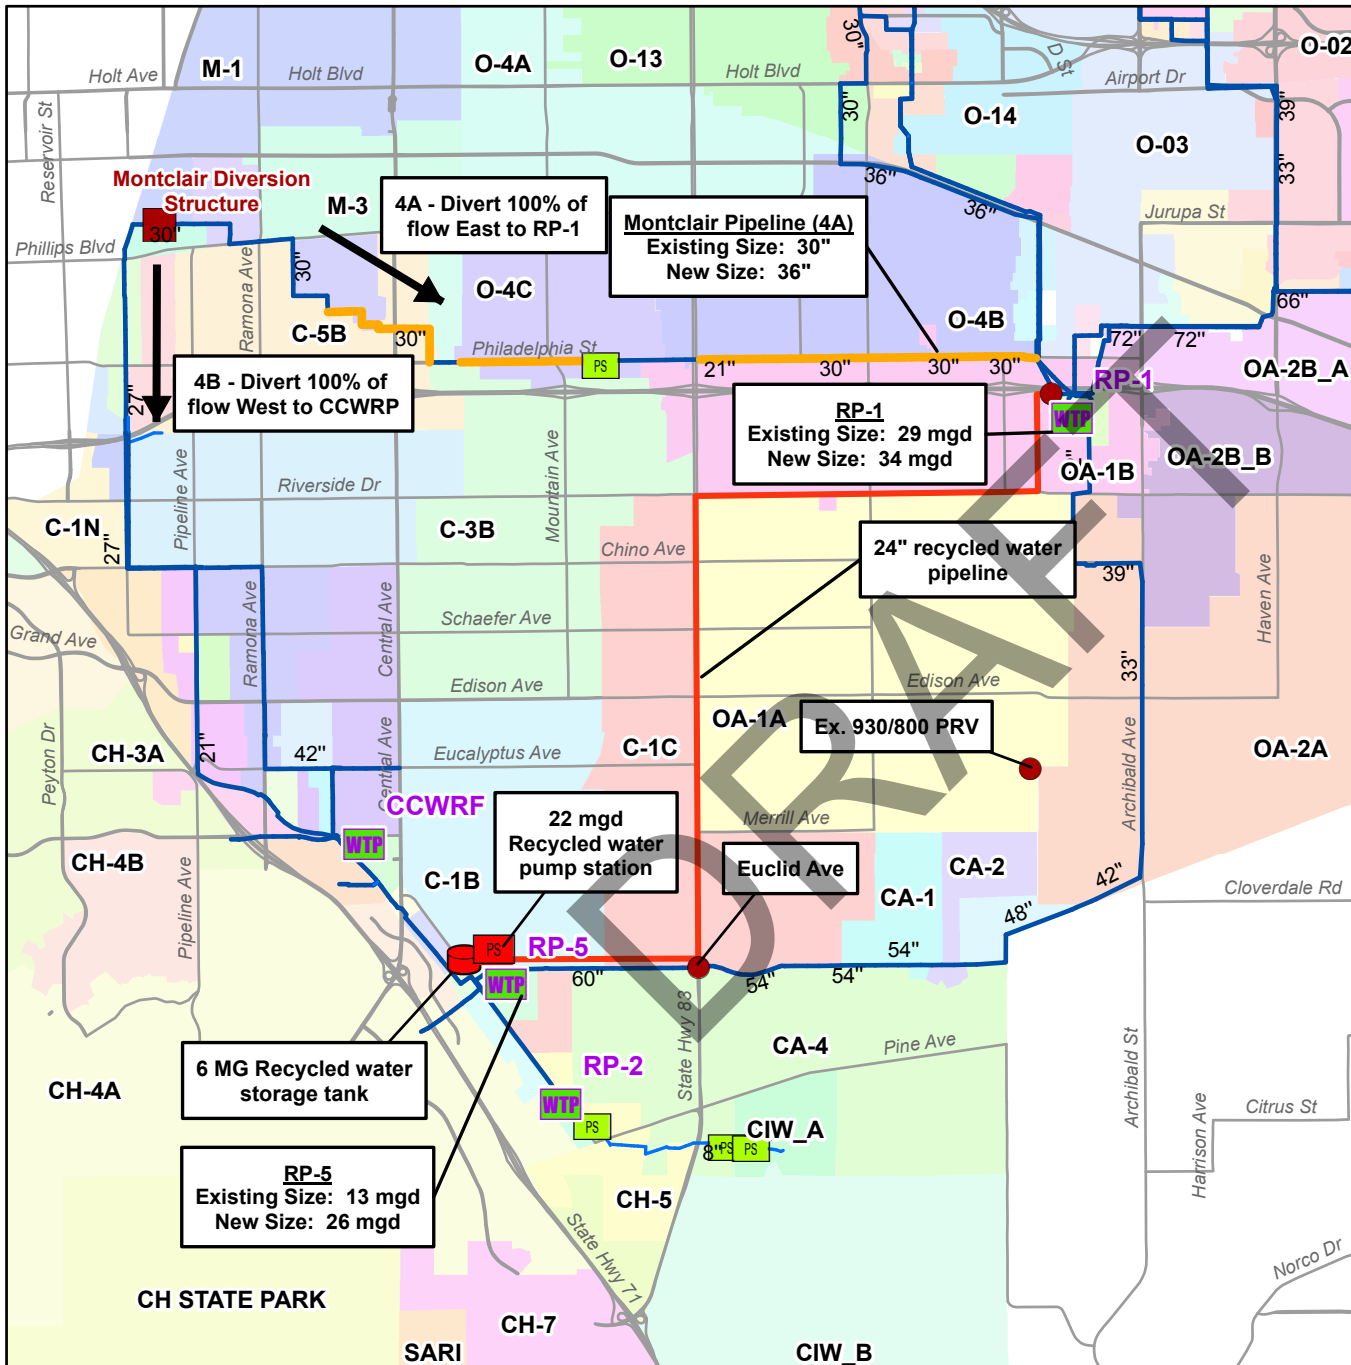 M-1
O-4A
O-13
O-02
Holt Ave
Holt Blvd
Holt Blvd
D St
Airport Dr
30"
30"
39"
33"
O-14
O-03
Reservoir St
Montclair Diversion
Structure
30"
M-3
4A - Divert 100% of
flow East to RP-1
Montclair Pipeline (4A)
Existing Size: 30"
New Size: 36"
36"
36"
Jurupa St
Phillips Blvd
Ramona Ave
30"
O-4C
O-4B
66"
C-5B
30"
Philadelphia St
PS
21"
30"
30"
30"
72"
72"
RP-1
OA-2B_A
4B - Divert 100% of
flow West to CCWRP
27"
RP-1
Existing Size: 29 mgd
New Size: 34 mgd
WTP
OA-1B
OA-2B_B
Riverside Dr
Pipeline Ave
Mountain Ave
C-1N
27"
C-3B
Chino Ave
24" recycled water
pipeline
39"
Ramona Ave
Central Ave
Schaefer Ave
Haven Ave
Grand Ave
33"
Edison Ave
Edison Ave
OA-1A
Ex. 930/800 PRV
Peyton Dr
CH-3A
21"
42"
Central Ave
Eucalyptus Ave
C-1C
Archibald Ave
OA-2A
CCWRF
WTP
22 mgd
Recycled water
pump station
Merrill Ave
Euclid Ave
CH-4B
Pipeline Ave
C-1B
CA-1
CA-2
42"
Cloverdale Rd
48"
PS
RP-5
WTP
60"
54"
54"
54"
State Hwy 83
CA-4
Pine Ave
6 MG Recycled water
storage tank
RP-2
WTP
PS
CH-4A
Archibald St
Citrus St
Harrison Ave
CIW_A
8"
PS
PS
RP-5
Existing Size: 13 mgd
New Size: 26 mgd
CH-5
State Hwy 71
Norco Dr
CH STATE PARK
CH-7
SARI
CIW_B
DRAFT